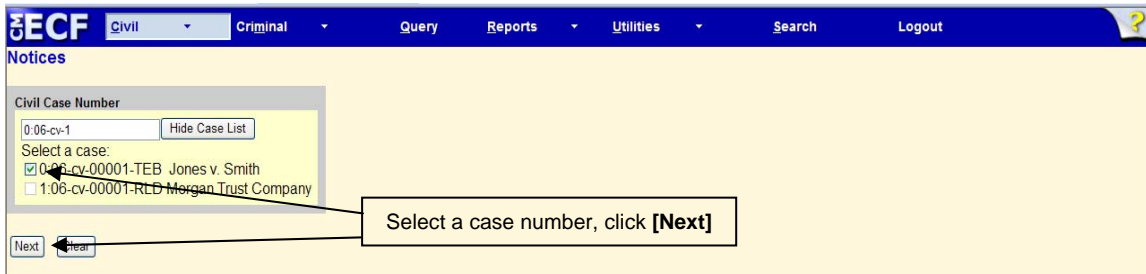 CM ECF Civil Criminal Query Reports Utilities Search Logout ?
Notices
Civil Case Number
0:06-cv-1 Hide Case List
Select a case:
0:06-cv-00001-TEB Jones v. Smith
1:06-cv-00001-RLD Morgan Trust Company
Select a case number, click [Next]
Next Clear